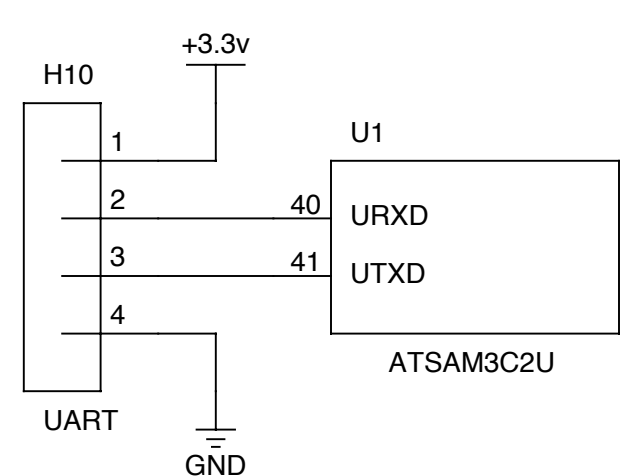 +3.3v
H10
1
U1
2
40
URXD
3
41
UTXD
4
ATSAM3C2U
UART
GND